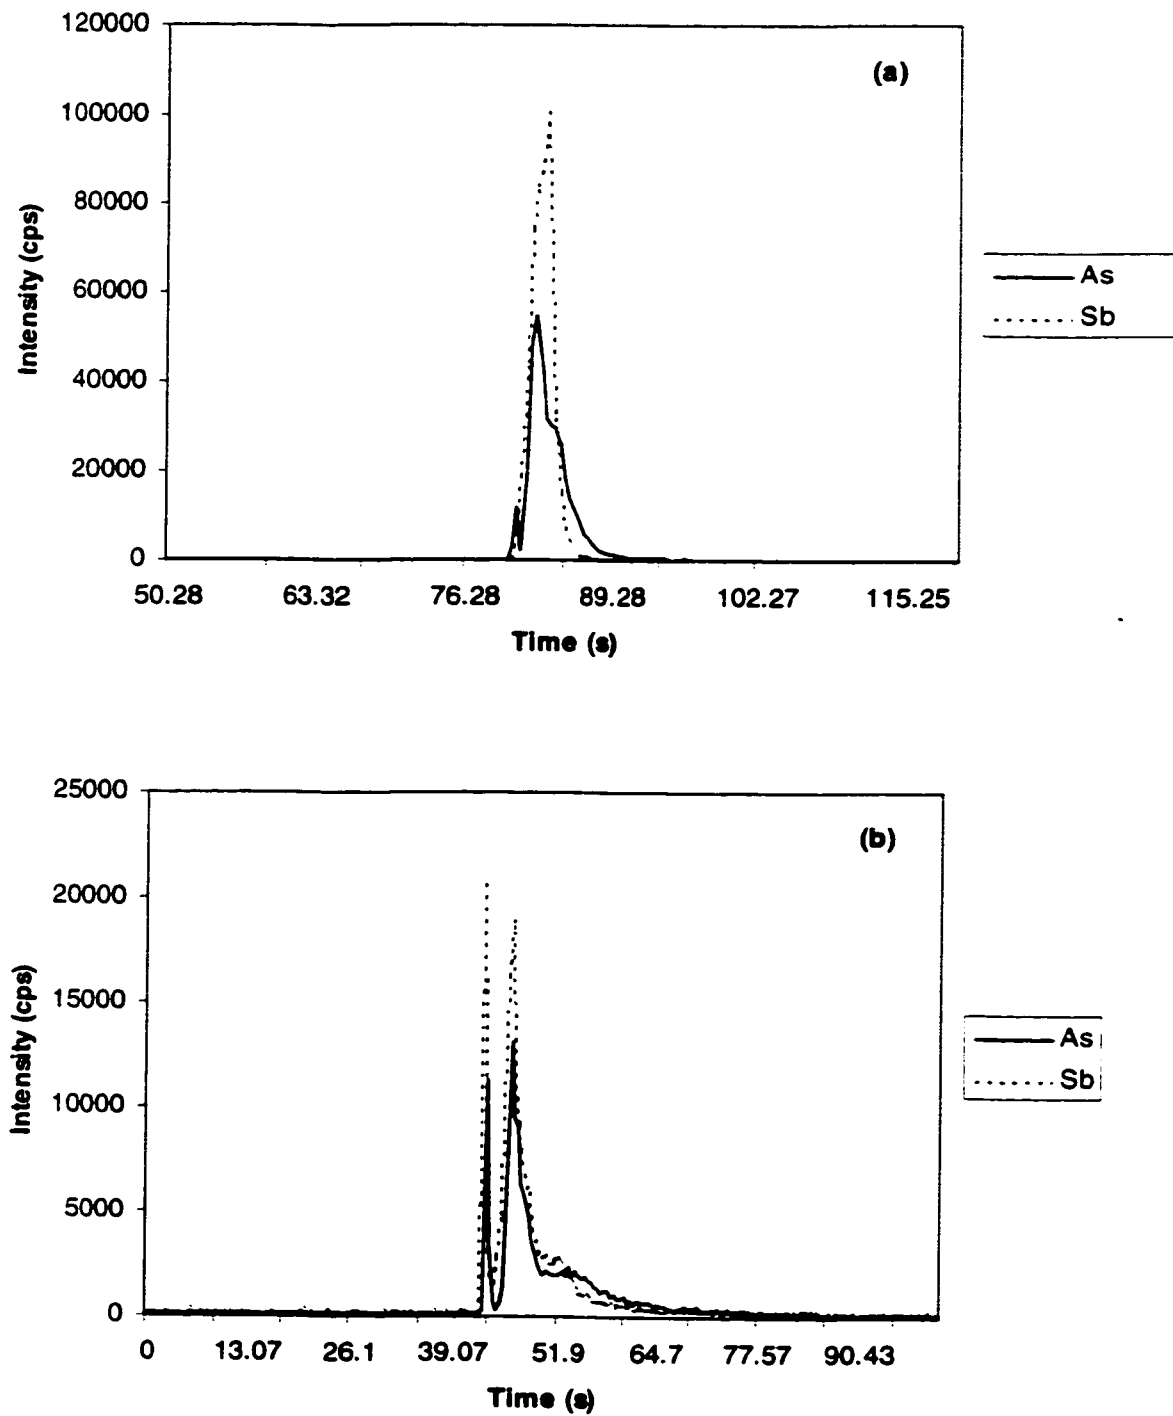 120000
(a)
100000
80000
60000
40000
20000
0
Intensity (cps)
As
Sb
50.28 63.32 76.28 89.28 102.27 115.25
Time (s)
25000
(b)
20000
15000
10000
5000
0
Intensity (cps)
As
Sb
0 13.07 26.1 39.07 51.9 64.7 77.57 90.43
Time (s)